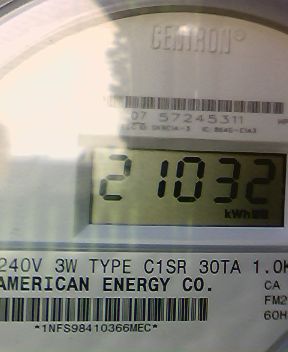 CENTRON®
07 57245311
21032
kWh
240V 3W TYPE C1SR 30TA 1.0K
AMERICAN ENERGY CO.
CA
FM2
60H
*1NFS98410366MEC*